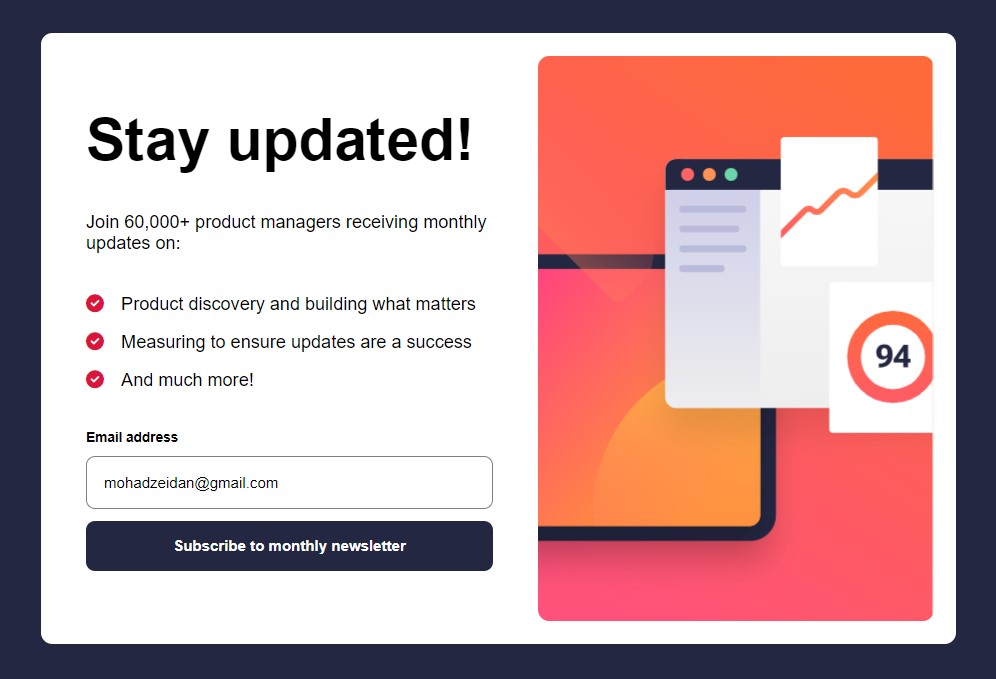 Stay updated!
Join 60,000+ product managers receiving monthly
updates on:
Product discovery and building what matters
Measuring to ensure updates are a success
And much more!
Email address
mohadzeidan@gmail.com
Subscribe to monthly newsletter
94